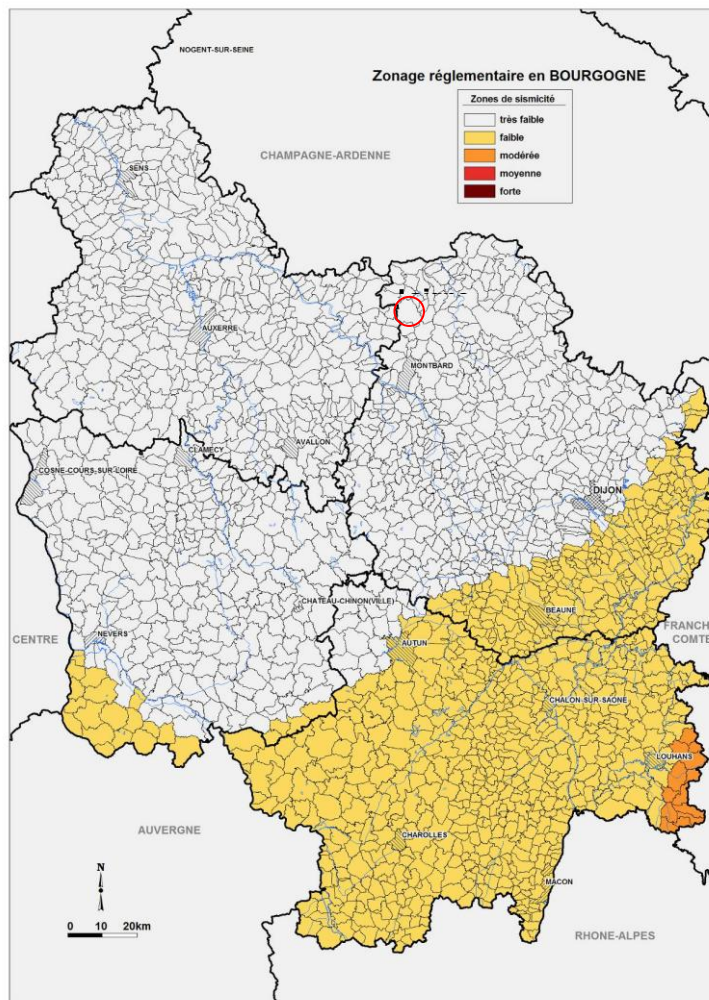 NOGENT-SUR-SEINE
Zonage réglementaire en BOURGOGNE
Zones de sismicité
très faible
faible
modérée
moyenne
forte
CHAMPAGNE-ARDENNE
SENS
AUXERRE
MONTBARD
AVALLON
CLAMECY
COSNE-COURS-SUR-LOIRE
DIJON
CHATEAU-CHINON(VILLE)
BEAUNE
CENTRE
NEVERS
AUTUN
FRANCH
COMTE
CHALON-SUR-SAONE
LOUHANS
AUVERGNE
CHAROLLES
N
MACON
0 10 20km
RHONE-ALPES